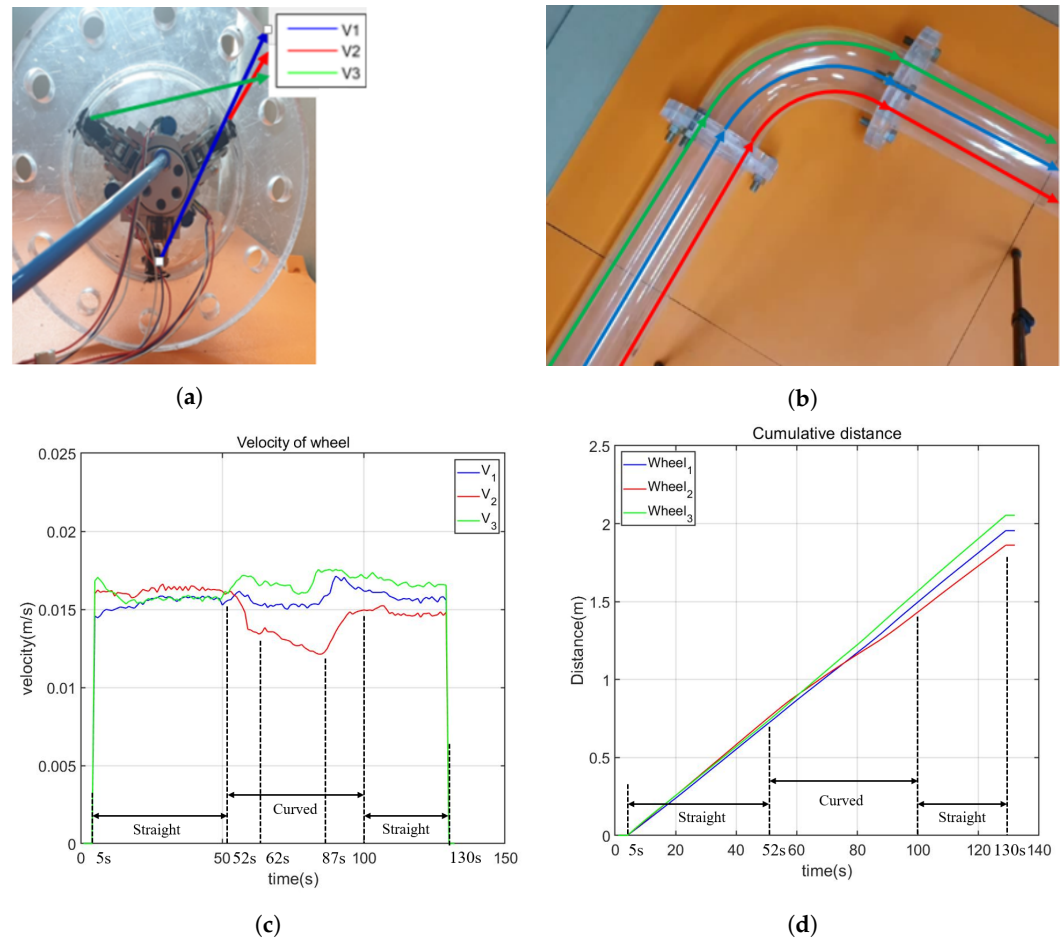 V1
V2
V3
(a)
(b)
Velocity of wheel
0.025
0.02
0.015
0.01
0.005
0
velocity(m/s)
V1
V2
V3
Straight
Curved
Straight
0 5s 50 52s 62s 87s 100 130s 150
time(s)
(c)
Cumulative distance
2.5
2
1.5
1
0.5
0
Distance(m)
Wheel1
Wheel2
Wheel3
Straight
Curved
Straight
0 5s 20 40 52s 60 80 100 120 130s 140
time(s)
(d)